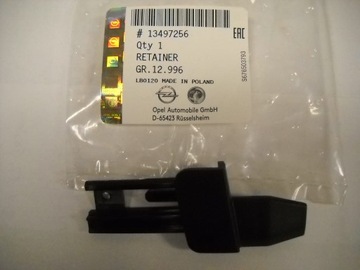 # 13497256
EAC
Qty 1
RETAINER
GR.12.996
LB0120 MADE IN POLAND
Opel Automobile GmbH
D-65423 Rüsselsheim